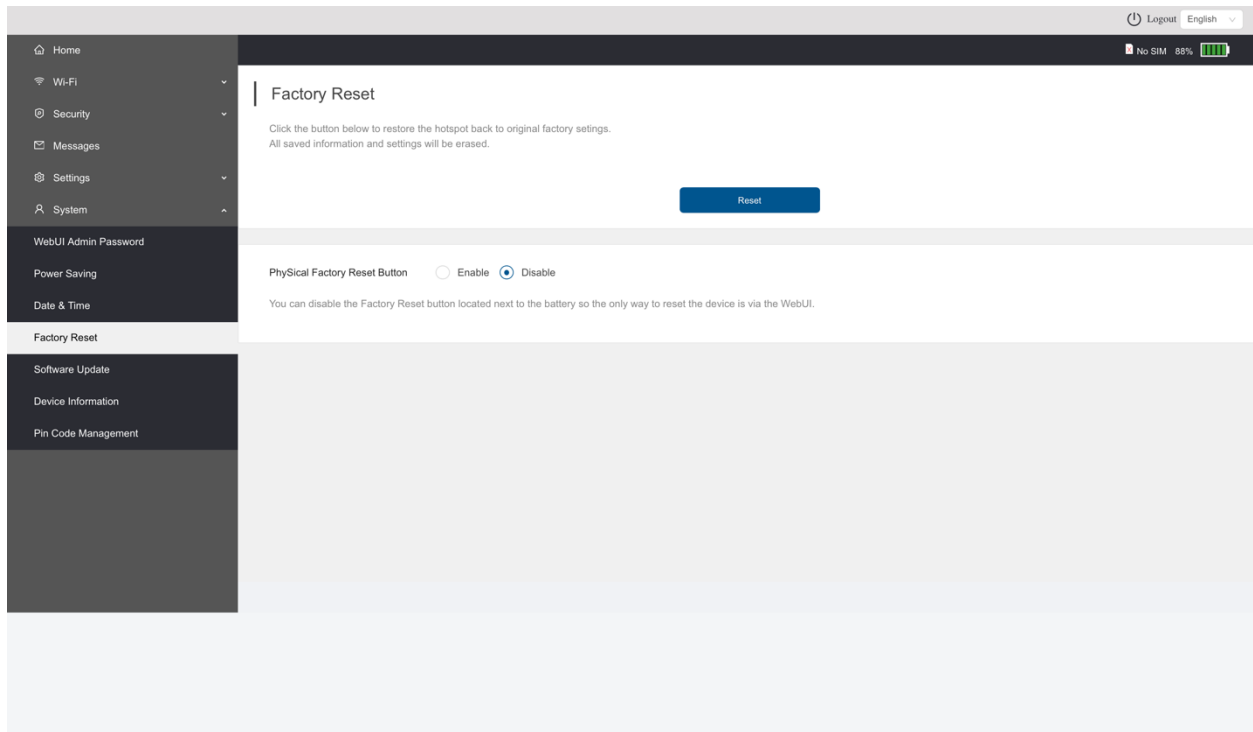 Logout English
Home
No SIM 88%
Wi-Fi
Security
Messages
Settings
System
WebUI Admin Password
Power Saving
Date & Time
Factory Reset
Software Update
Device Information
Pin Code Management
Factory Reset
Click the button below to restore the hotspot back to original factory setings.
All saved information and settings will be erased.
Reset
PhySical Factory Reset Button Enable Disable
You can disable the Factory Reset button located next to the battery so the only way to reset the device is via the WebUI.